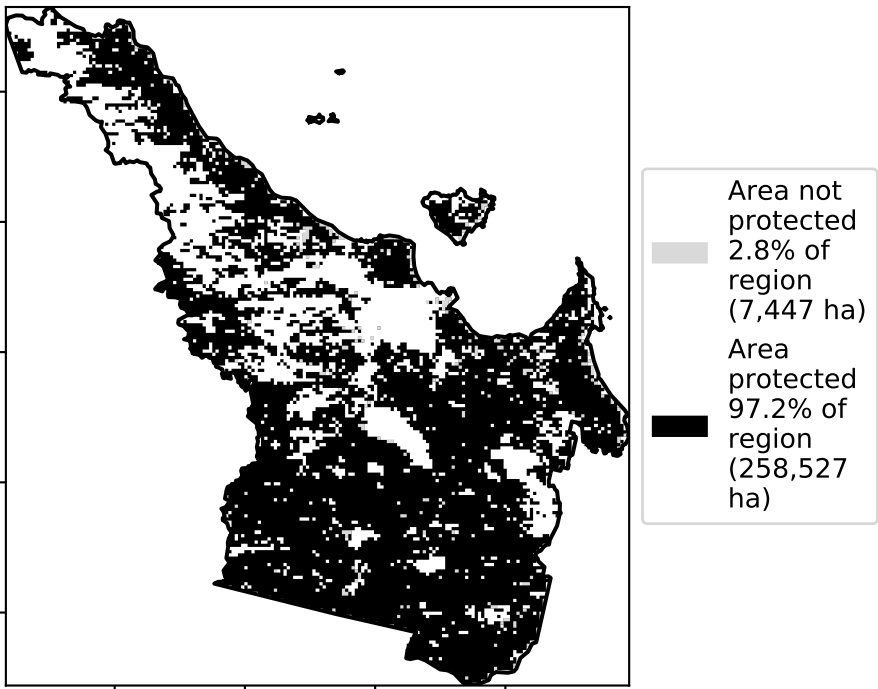 Area not
protected
2.8% of
region
(7,447 ha)
Area
protected
97.2% of
region
(258,527
ha)